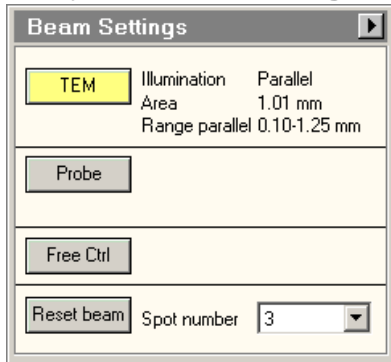 Beam Settings
TEM Illumination Parallel
Area 1.01 mm
Range parallel 0.10-1.25 mm
Probe
Free Ctrl
Reset beam Spot number 3